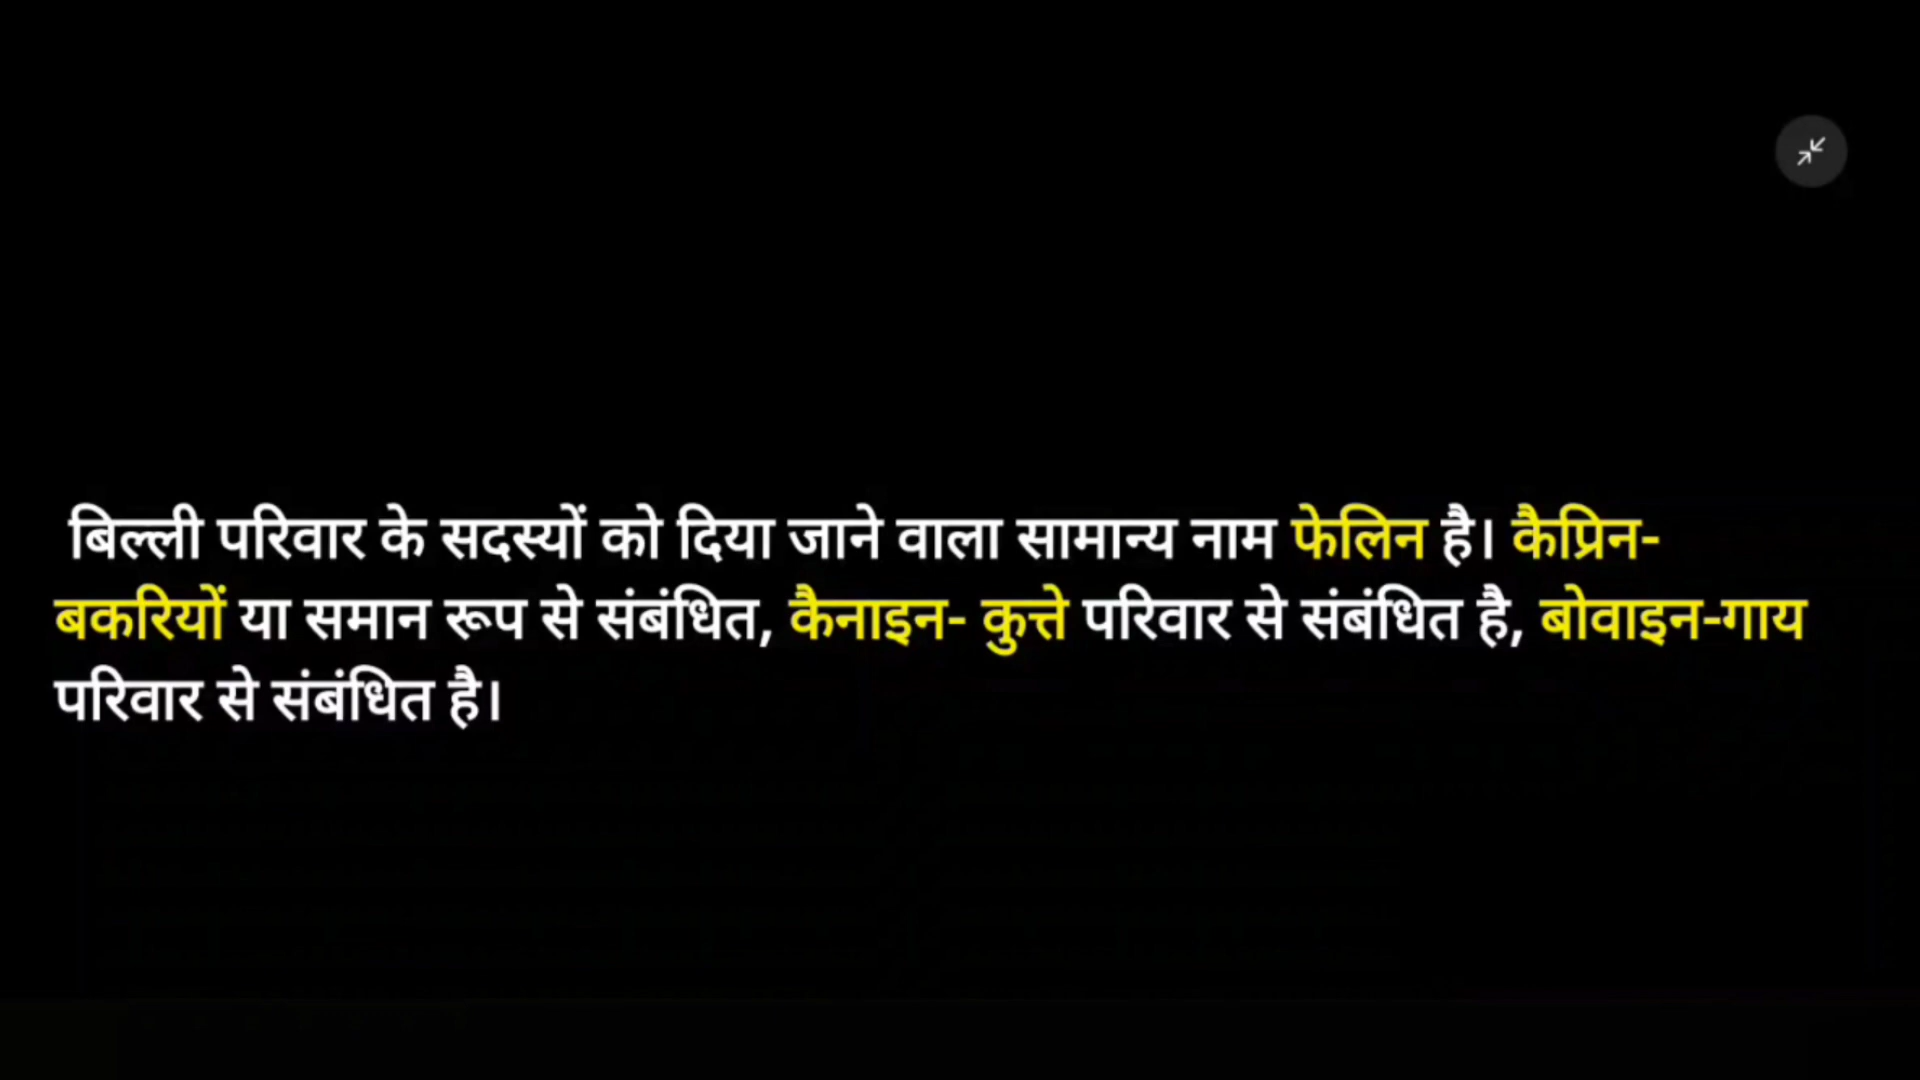 बिल्ली परिवार के सदस्यों को दिया जाने वाला सामान्य नाम फेलिन है। कैप्रिन-
बकरियों या समान रूप से संबंधित, कैनाइन- कुत्ते परिवार से संबंधित है, बोवाइन-गाय
परिवार से संबंधित है।